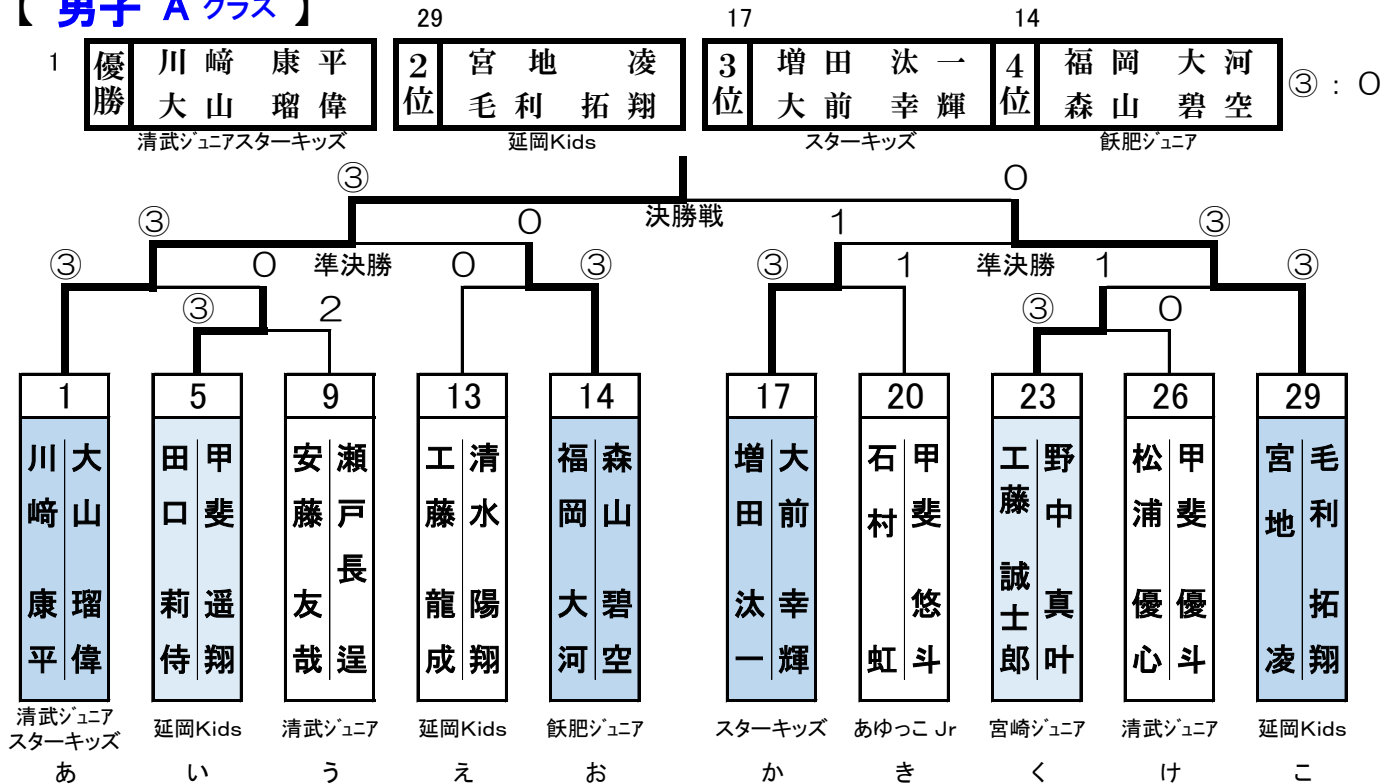 【 男子 A クラス 】
29 17 14
1 優勝 川﨑 康平 2位 宮地 凌 3位 増田 汰一 4位 福岡 大河 ③ : 0
大山 瑠偉 毛利 拓翔 大前 幸輝 森山 碧空
清武ジュニアスターキッズ 延岡Kids スターキッズ 飫肥ジュニア
③ 0
決勝戦
③ 0 1 ③
③ 0 準決勝 0 ③ ③ 1 準決勝 1 ③
③ 2 ③ 0
1 5 9 13 14 17 20 23 26 29
川﨑 康平 田口 莉侍 安藤 友哉 工藤 龍成 福岡 大河 増田 汰一 石村 虹 工藤 誠士郎 松浦 優心 宮地 凌
大山 瑠偉 甲斐 遥翔 瀬戸長 逞 清水 陽翔 森山 碧空 大前 幸輝 甲斐 悠斗 野中 真叶 甲斐 優斗 毛利 拓翔
清武ジュニア
スターキッズ 延岡Kids 清武ジュニア 延岡Kids 飫肥ジュニア スターキッズ あゆっこ Jr 宮崎ジュニア 清武ジュニア 延岡Kids
あ い う え お か き く け こ